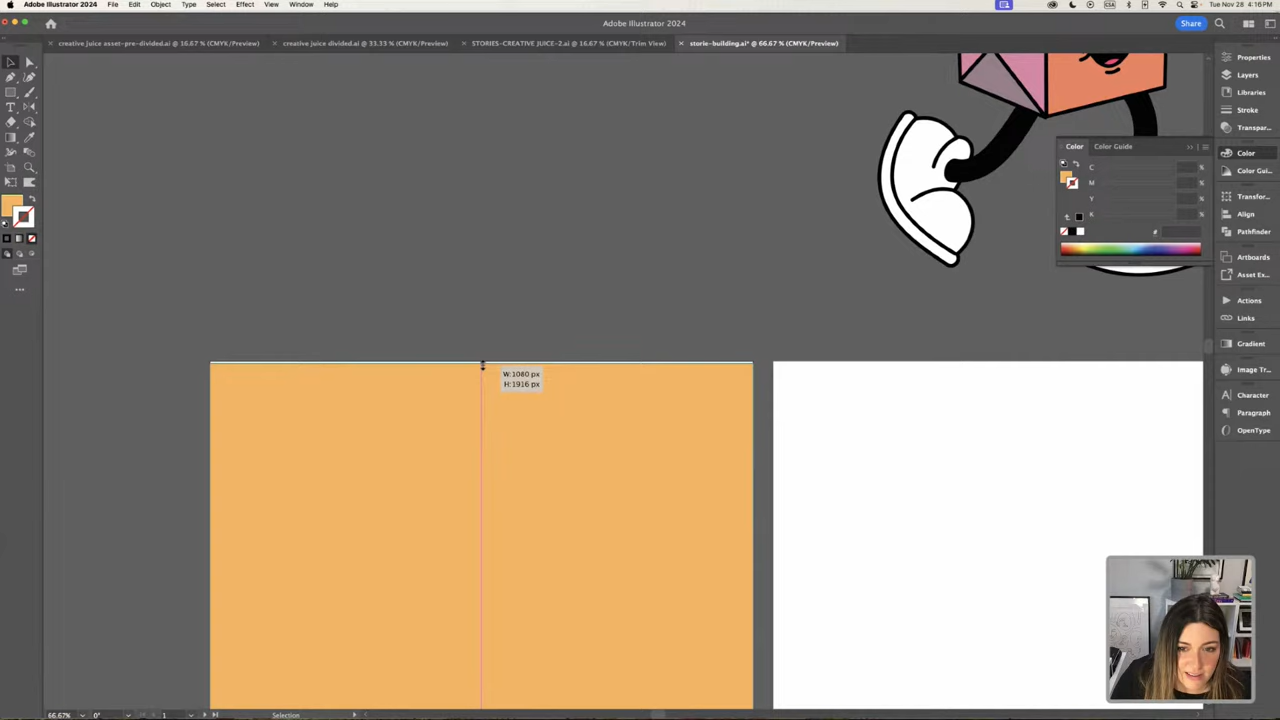 Adobe Illustrator 2024 File Edit Object Type Select Effect View Window Help Tue Nov 28 4:16 PM
Adobe Illustrator 2024 Share
creative juice asset-pre-divided.ai @ 16.67 % (CMYK/Preview) creative juice divided.ai @ 33.33 % (CMYK/Preview) STORIES-CREATIVE JUICE-2.ai @ 16.67 % (CMYK/Trim View) storie-building.ai* @ 66.67 % (CMYK/Preview)
Properties
Layers
Libraries
Stroke
Transpar...
Color Color Guide
Color
C %
Color Gui...
M %
Transfor...
Y %
Align
K %
Pathfinder
#
Artboards
Asset Ex...
Actions
Links
Gradient
Image Tr...
W:1080 px
H:1916 px
Character
Paragraph
OpenType
66.67% 0° 1 Selection